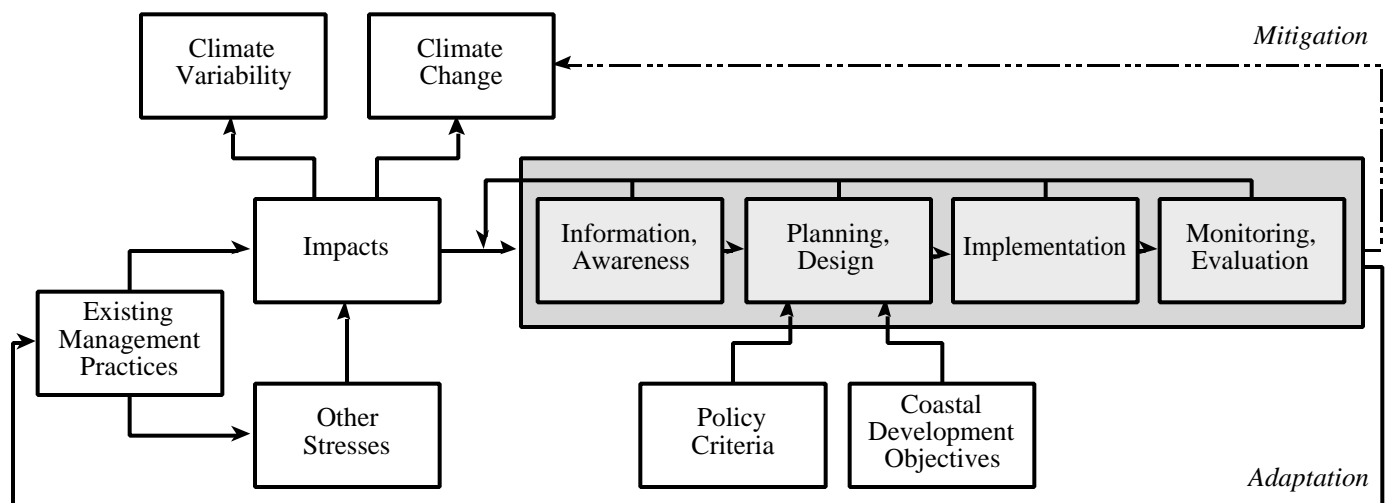 Climate
Variability
Climate
Change
Mitigation
Impacts
Information,
Awareness
Planning,
Design
Implementation
Monitoring,
Evaluation
Existing
Management
Practices
Other
Stresses
Policy
Criteria
Coastal
Development
Objectives
Adaptation